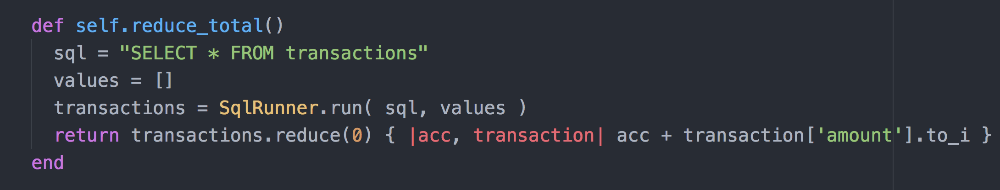 def self.reduce_total()
  sql = "SELECT * FROM transactions"
  values = []
  transactions = SqlRunner.run( sql, values )
  return transactions.reduce(0) { |acc, transaction| acc + transaction['amount'].to_i }
end